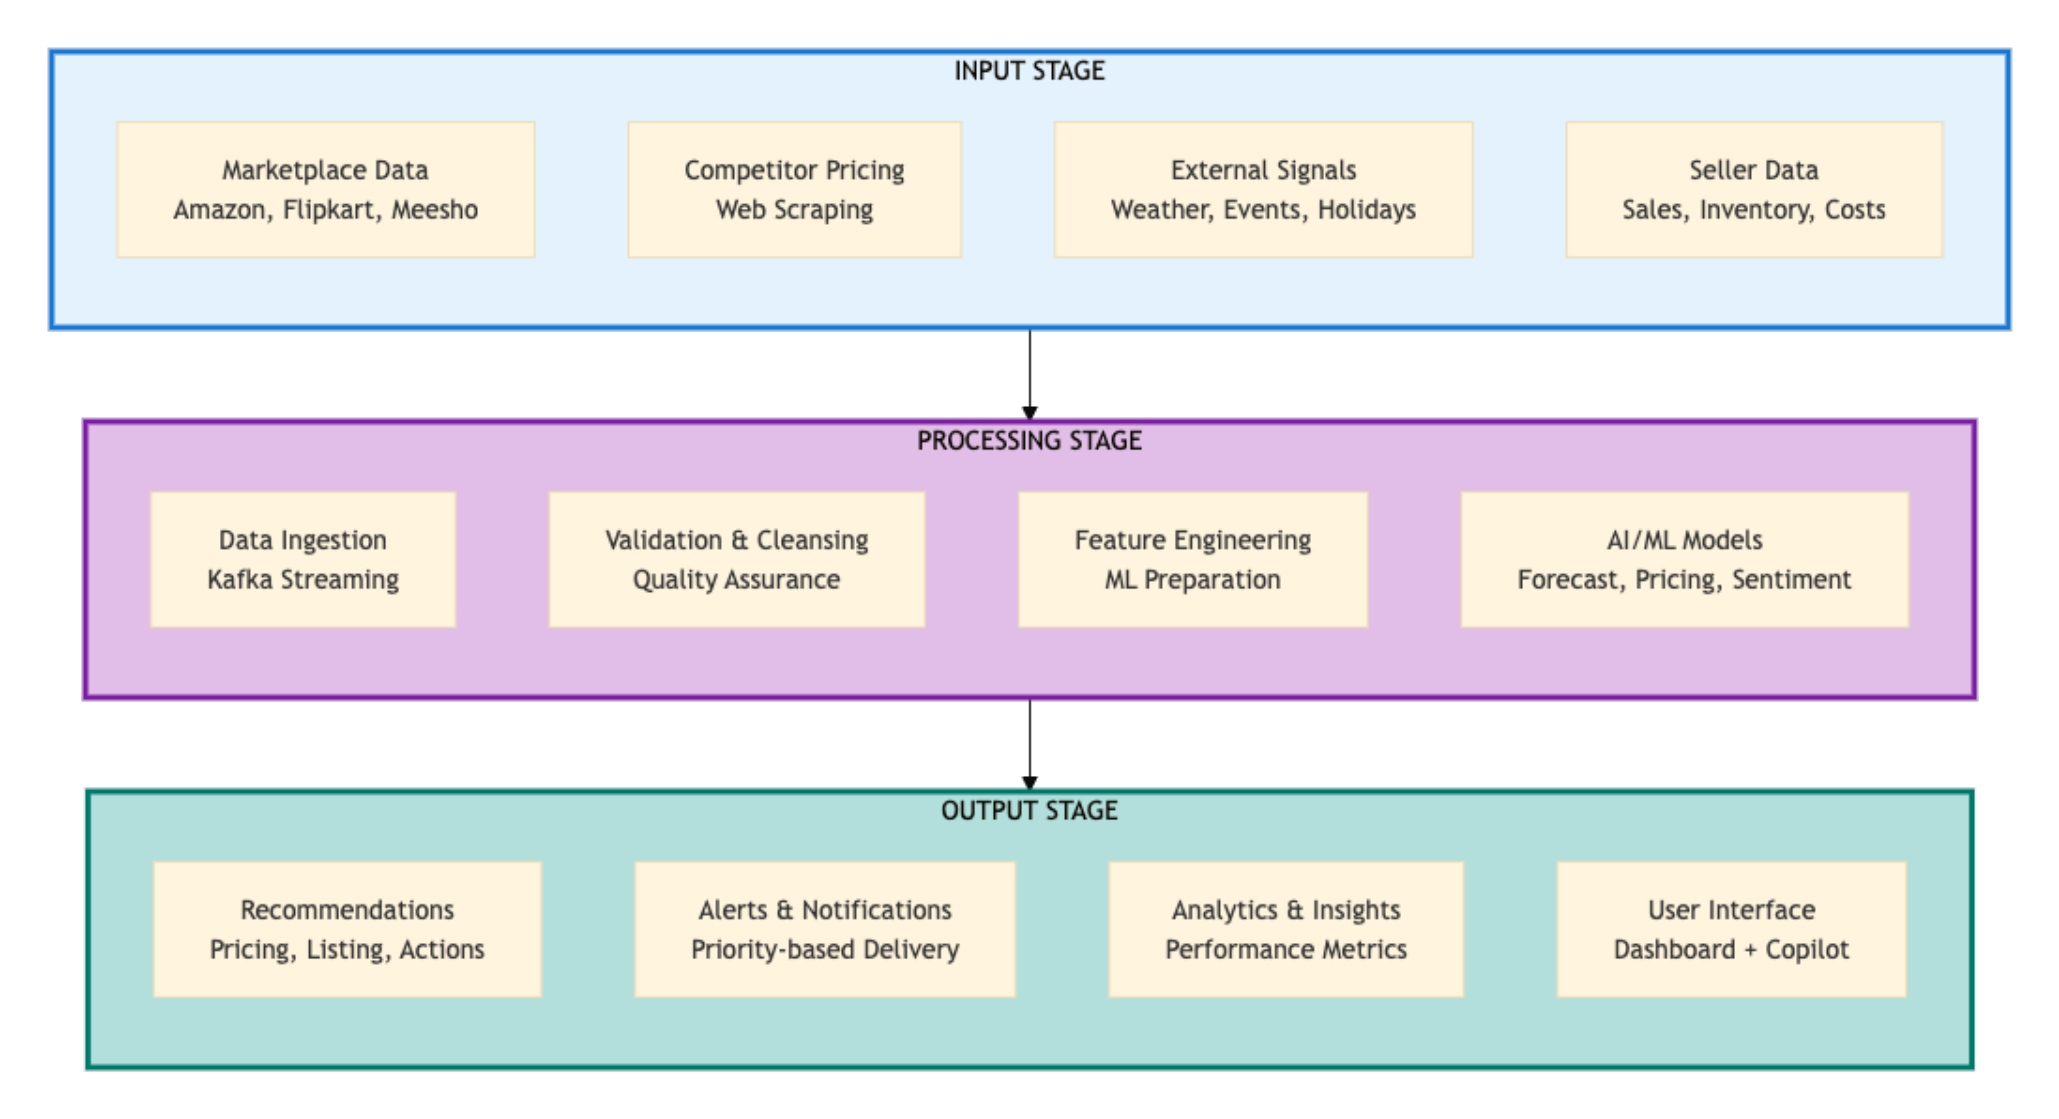 INPUT STAGE
Marketplace Data
Amazon, Flipkart, Meesho
Competitor Pricing
Web Scraping
External Signals
Weather, Events, Holidays
Seller Data
Sales, Inventory, Costs
PROCESSING STAGE
Data Ingestion
Kafka Streaming
Validation & Cleansing
Quality Assurance
Feature Engineering
ML Preparation
AI/ML Models
Forecast, Pricing, Sentiment
OUTPUT STAGE
Recommendations
Pricing, Listing, Actions
Alerts & Notifications
Priority-based Delivery
Analytics & Insights
Performance Metrics
User Interface
Dashboard + Copilot